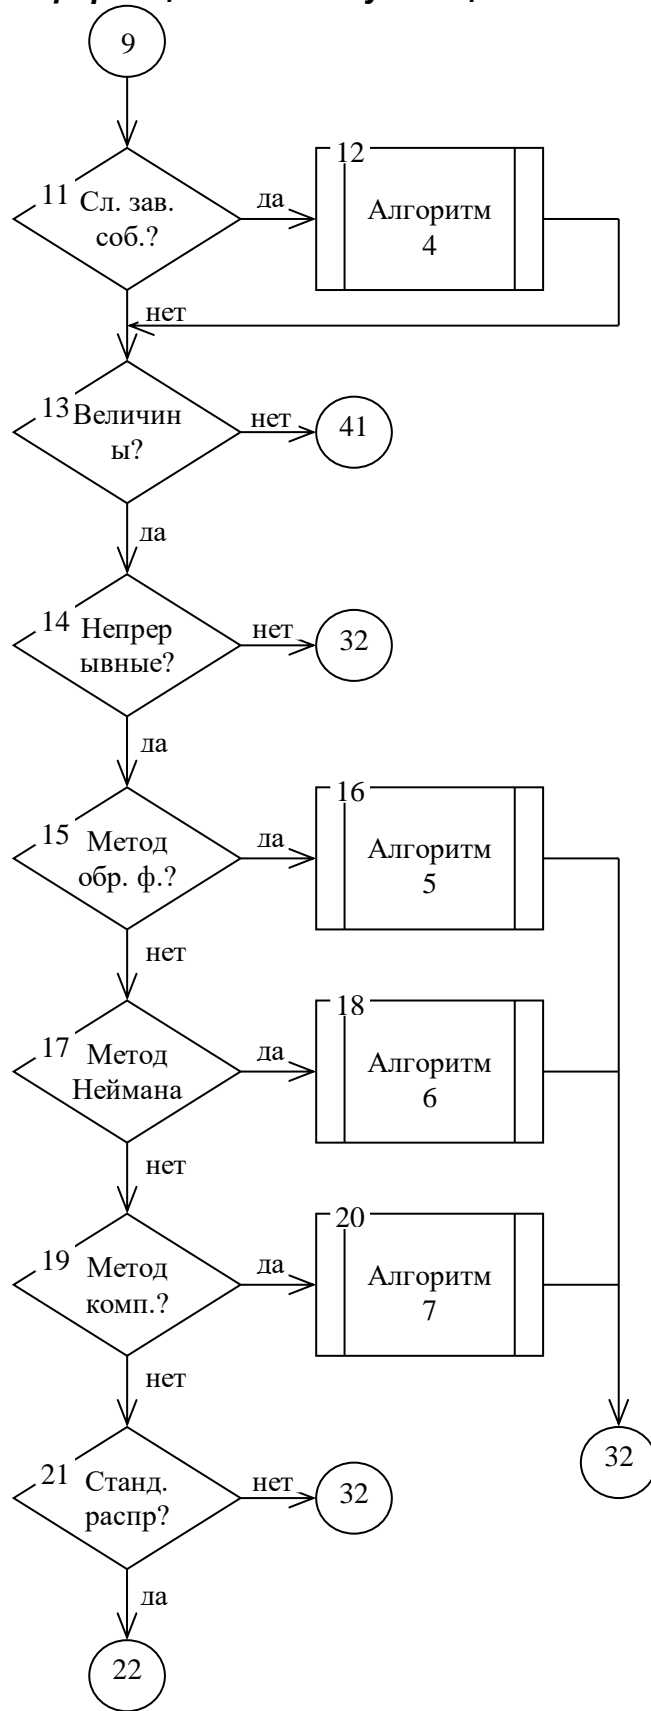 9
11 Сл. зав.
соб.?
да
12
Алгоритм
4
нет
13 Величин
ы?
нет
41
да
14 Непрер
ывные?
нет
32
да
15 Метод
обр. ф.?
да
16
Алгоритм
5
нет
17 Метод
Неймана
да
18
Алгоритм
6
нет
19 Метод
комп.?
да
20
Алгоритм
7
нет
32
21 Станд.
распр?
нет
32
да
22